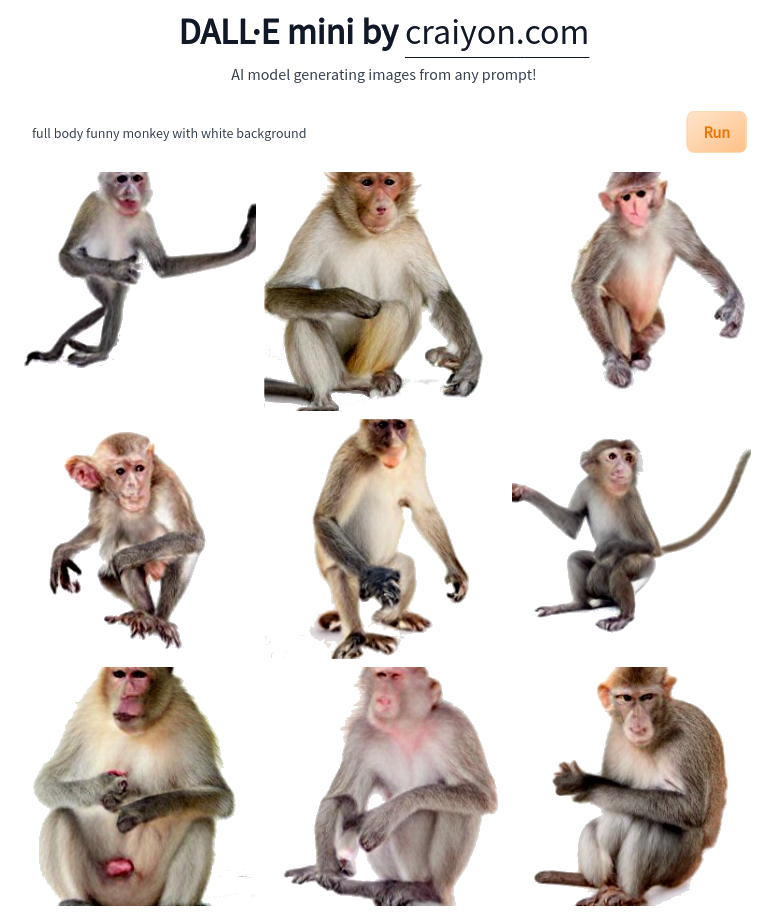 DALL·E mini by craiyon.com
AI model generating images from any prompt!
full body funny monkey with white background
Run